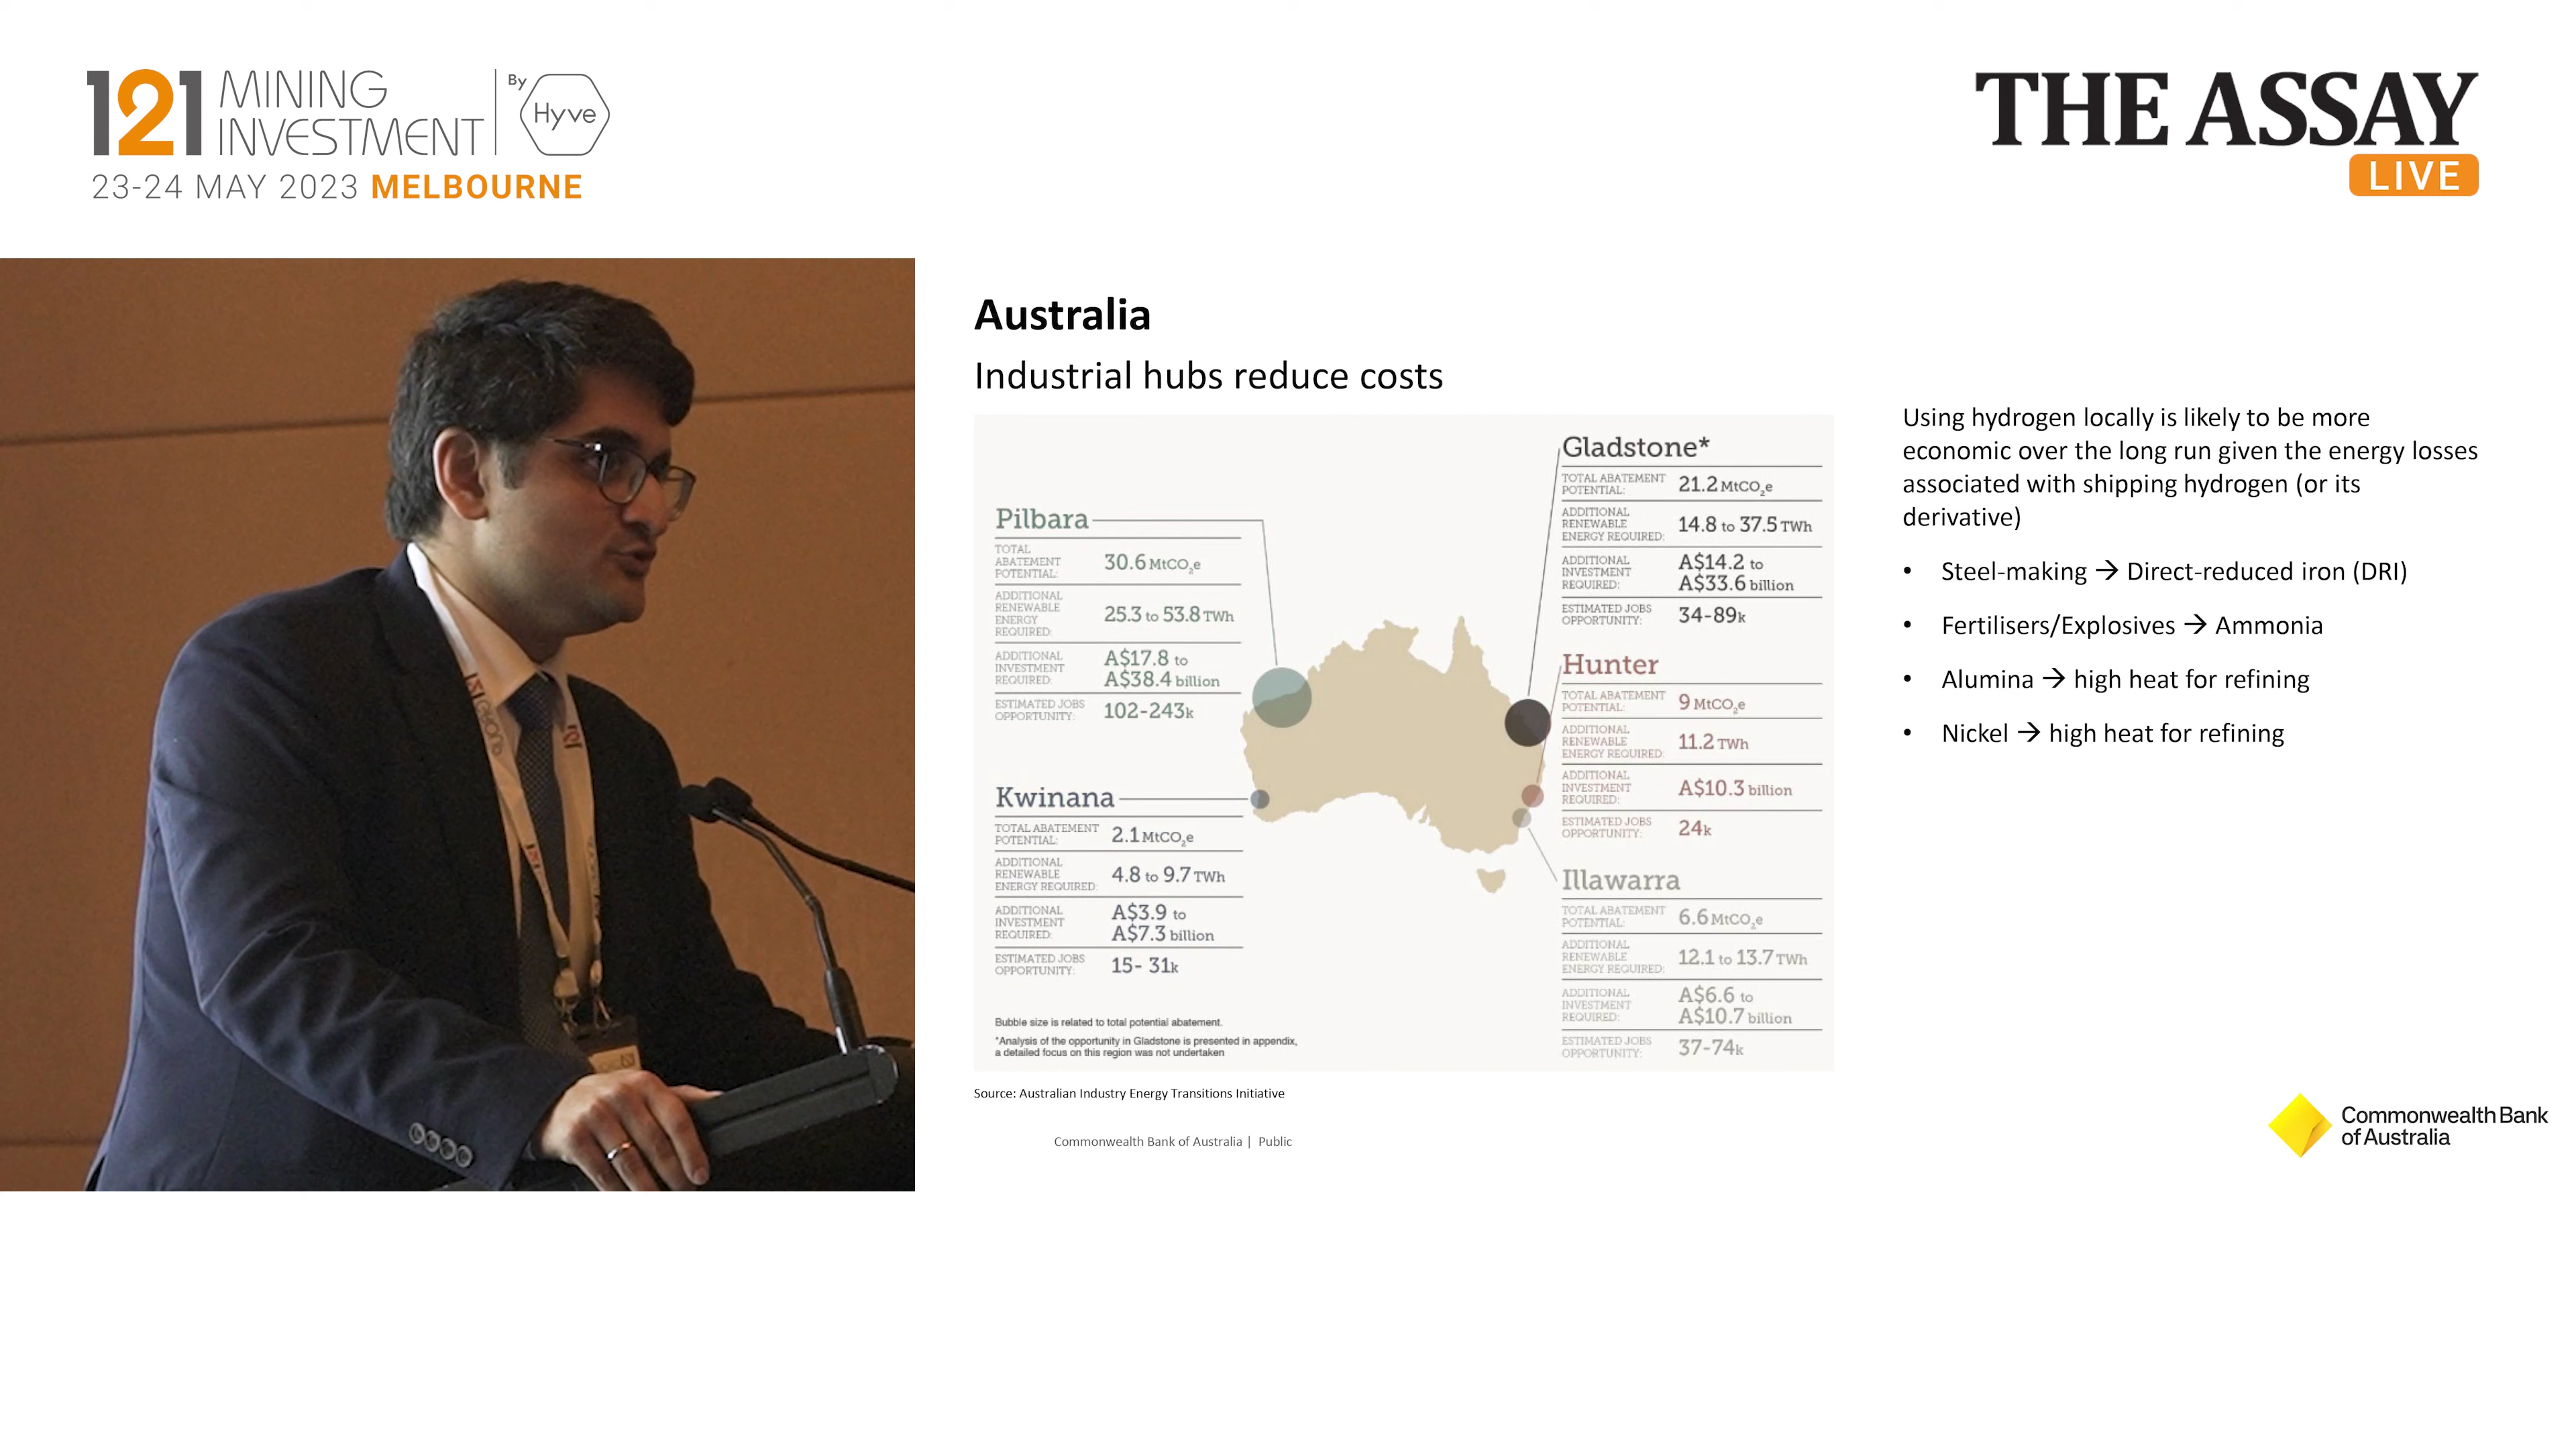 121 MINING INVESTMENT
By Hyve
23-24 MAY 2023 MELBOURNE
THE ASSAY
LIVE
Australia
Industrial hubs reduce costs
Pilbara
TOTAL ABATEMENT POTENTIAL: 30.6 MtCO₂e
ADDITIONAL RENEWABLE ENERGY REQUIRED: 25.3 to 53.8 TWh
ADDITIONAL INVESTMENT REQUIRED: A$17.8 to A$38.4 billion
ESTIMATED JOBS OPPORTUNITY: 102-243k
Kwinana
TOTAL ABATEMENT POTENTIAL: 2.1 MtCO₂e
ADDITIONAL RENEWABLE ENERGY REQUIRED: 4.8 to 9.7 TWh
ADDITIONAL INVESTMENT REQUIRED: A$3.9 to A$7.3 billion
ESTIMATED JOBS OPPORTUNITY: 15- 31k
Bubble size is related to total potential abatement.
*Analysis of the opportunity in Gladstone is presented in appendix,
a detailed focus on this region was not undertaken
Gladstone*
TOTAL ABATEMENT POTENTIAL: 21.2 MtCO₂e
ADDITIONAL RENEWABLE ENERGY REQUIRED: 14.8 to 37.5 TWh
ADDITIONAL INVESTMENT REQUIRED: A$14.2 to A$33.6 billion
ESTIMATED JOBS OPPORTUNITY: 34-89k
Hunter
TOTAL ABATEMENT POTENTIAL: 9 MtCO₂e
ADDITIONAL RENEWABLE ENERGY REQUIRED: 11.2 TWh
ADDITIONAL INVESTMENT REQUIRED: A$10.3 billion
ESTIMATED JOBS OPPORTUNITY: 24k
Illawarra
TOTAL ABATEMENT POTENTIAL: 6.6 MtCO₂e
ADDITIONAL RENEWABLE ENERGY REQUIRED: 12.1 to 13.7 TWh
ADDITIONAL INVESTMENT REQUIRED: A$6.6 to A$10.7 billion
ESTIMATED JOBS OPPORTUNITY: 37-74k
Source: Australian Industry Energy Transitions Initiative
Commonwealth Bank of Australia | Public
Using hydrogen locally is likely to be more
economic over the long run given the energy losses
associated with shipping hydrogen (or its
derivative)
• Steel-making → Direct-reduced iron (DRI)
• Fertilisers/Explosives → Ammonia
• Alumina → high heat for refining
• Nickel → high heat for refining
CommonwealthBank
of Australia